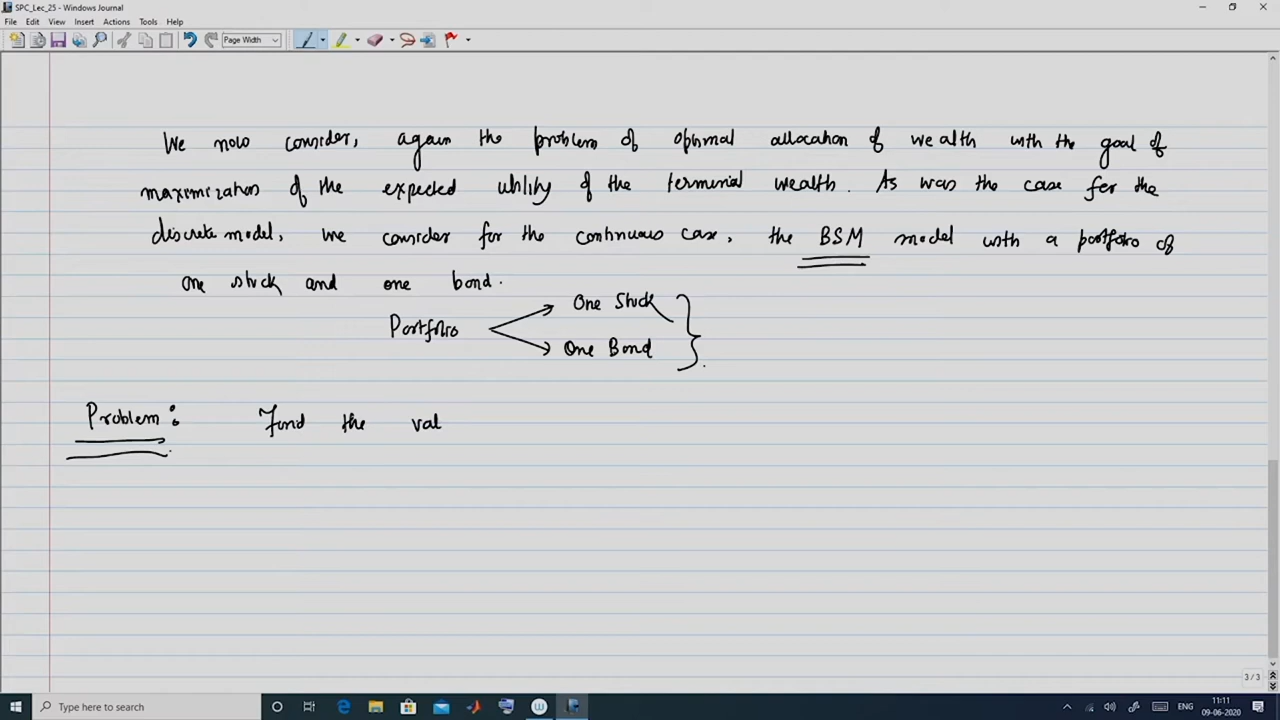 SPC_Lec_25 - Windows Journal
File Edit View Insert Actions Tools Help
Page Width
We now consider, again the problem of optimal allocation of wealth with the goal of
maximization of the expected utility of the terminal wealth. As was the case for the
discrete model, we consider for the continuous case, the BSM model with a portfolio of
one stock and one bond.
Portfolio One Stock
One Bond
Problem: Find the val
3 / 3
Type here to search
ENG
11:11
09-06-2020